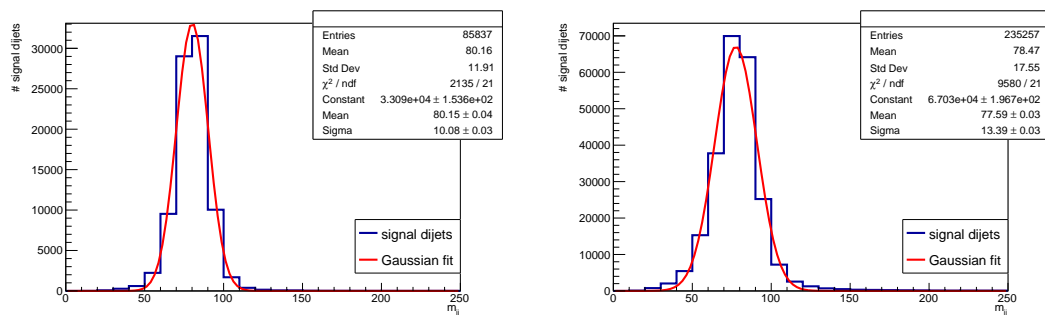 # signal dijets
30000
25000
20000
15000
10000
5000
0
0 50 100 150 200 250
m_jj
Entries 85837
Mean 80.16
Std Dev 11.91
χ² / ndf 2135 / 21
Constant 3.309e+04 ± 1.536e+02
Mean 80.15 ± 0.04
Sigma 10.08 ± 0.03
signal dijets
Gaussian fit
# signal dijets
70000
60000
50000
40000
30000
20000
10000
0
0 50 100 150 200 250
m_jj
Entries 235257
Mean 78.47
Std Dev 17.55
χ² / ndf 9580 / 21
Constant 6.703e+04 ± 1.967e+02
Mean 77.59 ± 0.03
Sigma 13.39 ± 0.03
signal dijets
Gaussian fit